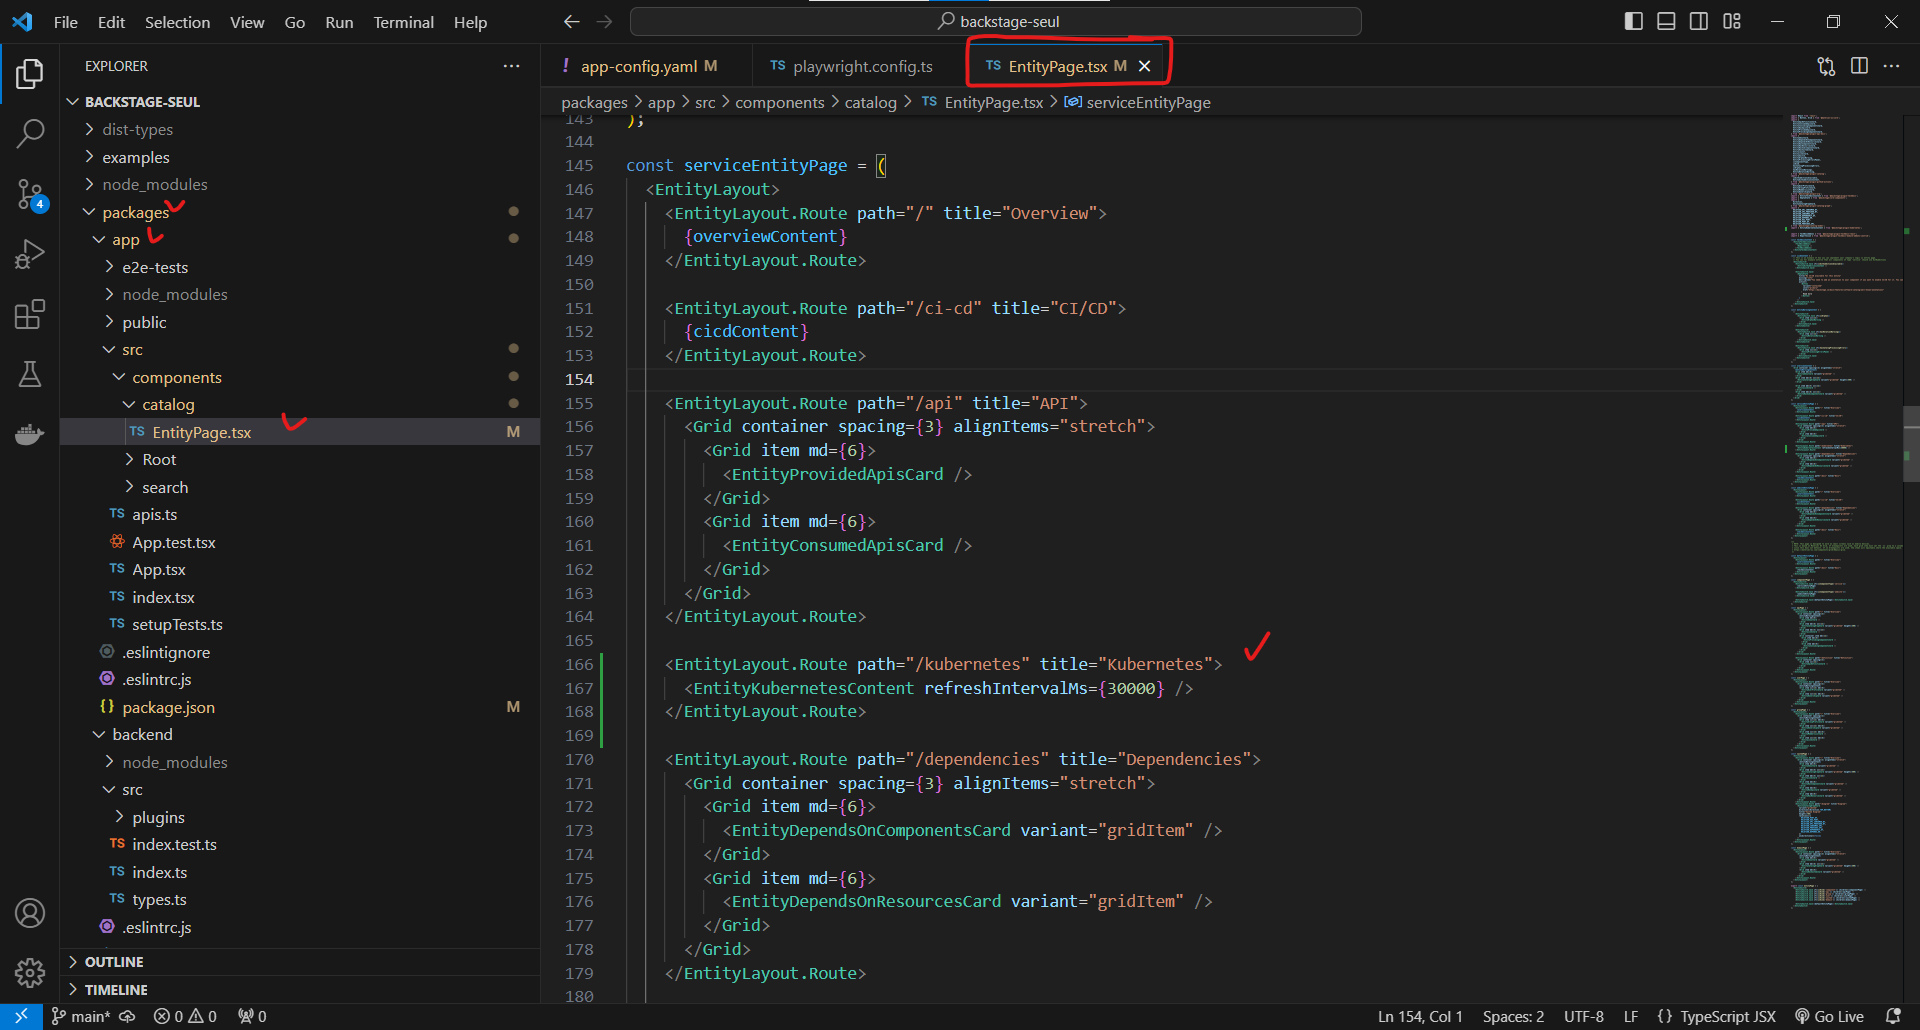 File Edit Selection View Go Run Terminal Help
backstage-seul
EXPLORER
BACKSTAGE-SEUL
dist-types
examples
node_modules
packages
app
e2e-tests
node_modules
public
src
components
catalog
TS EntityPage.tsx M
Root
search
TS apis.ts
App.test.tsx
TS App.tsx
TS index.tsx
TS setupTests.ts
.eslintignore
.eslintrc.js
{} package.json M
backend
node_modules
src
plugins
TS index.test.ts
TS index.ts
TS types.ts
.eslintrc.js
OUTLINE
TIMELINE
4
! app-config.yaml M
TS playwright.config.ts
TS EntityPage.tsx M
packages > app > src > components > catalog > TS EntityPage.tsx > serviceEntityPage
143 );
144
145 const serviceEntityPage = (
146 <EntityLayout>
147 <EntityLayout.Route path="/" title="Overview">
148 {overviewContent}
149 </EntityLayout.Route>
150
151 <EntityLayout.Route path="/ci-cd" title="CI/CD">
152 {cicdContent}
153 </EntityLayout.Route>
154
155 <EntityLayout.Route path="/api" title="API">
156 <Grid container spacing={3} alignItems="stretch">
157 <Grid item md={6}>
158 <EntityProvidedApisCard />
159 </Grid>
160 <Grid item md={6}>
161 <EntityConsumedApisCard />
162 </Grid>
163 </Grid>
164 </EntityLayout.Route>
165
166 <EntityLayout.Route path="/kubernetes" title="Kubernetes">
167 <EntityKubernetesContent refreshIntervalMs={30000} />
168 </EntityLayout.Route>
169
170 <EntityLayout.Route path="/dependencies" title="Dependencies">
171 <Grid container spacing={3} alignItems="stretch">
172 <Grid item md={6}>
173 <EntityDependsOnComponentsCard variant="gridItem" />
174 </Grid>
175 <Grid item md={6}>
176 <EntityDependsOnResourcesCard variant="gridItem" />
177 </Grid>
178 </Grid>
179 </EntityLayout.Route>
180
main* 0 0 0
Ln 154, Col 1 Spaces: 2 UTF-8 LF {} TypeScript JSX Go Live